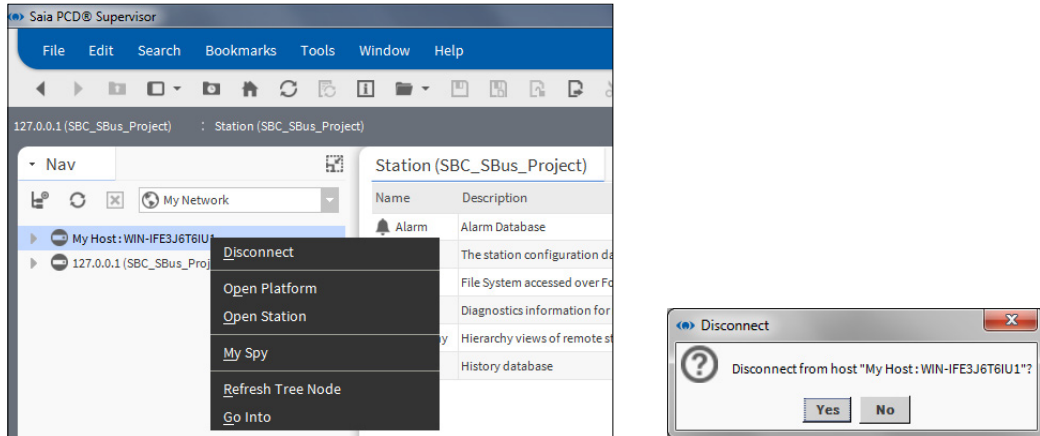 Saia PCD® Supervisor
File Edit Search Bookmarks Tools Window Help
127.0.0.1 (SBC_SBus_Project) : Station (SBC_SBus_Project)
Nav
My Network
My Host : WIN-IFE3J6T6IU1
127.0.0.1 (SBC_SBus_Proj
Disconnect
Open Platform
Open Station
My Spy
Refresh Tree Node
Go Into
Station (SBC_SBus_Project)
Name Description
Alarm Alarm Database
The station configuration da
File System accessed over Fo
Diagnostics information for
y Hierarchy views of remote st
History database
Disconnect
Disconnect from host "My Host : WIN-IFE3J6T6IU1"?
Yes No